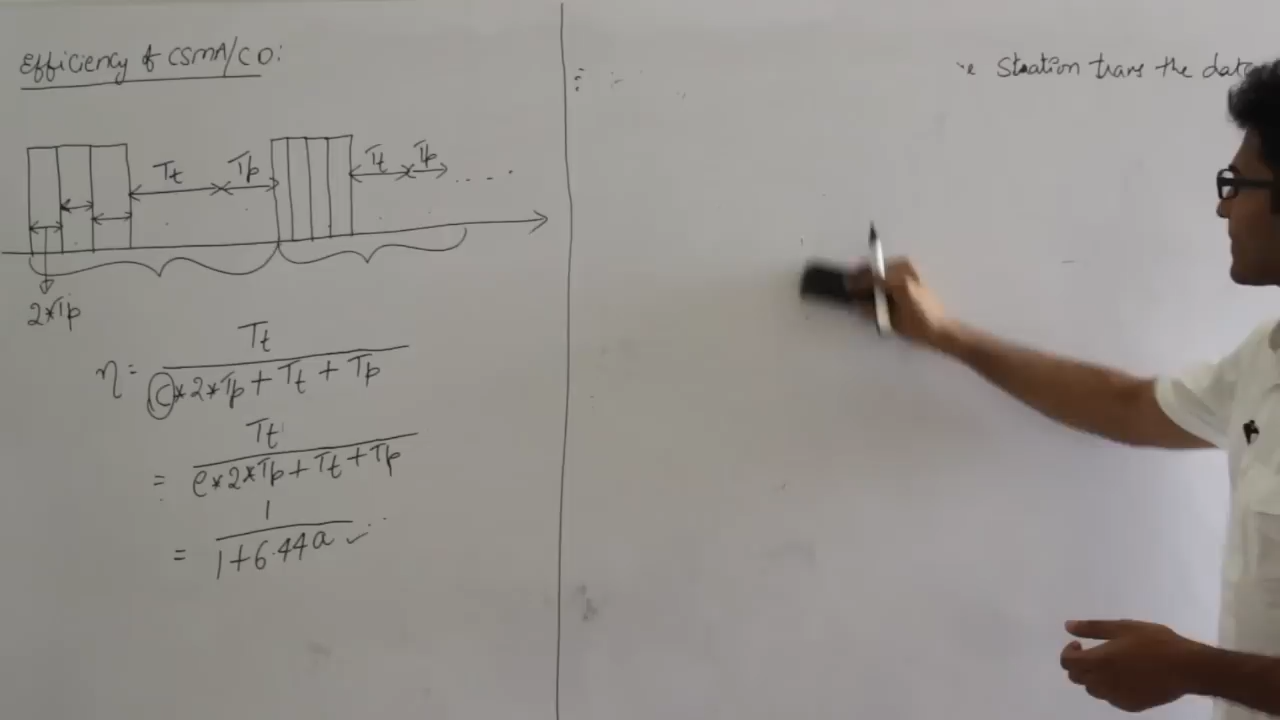 Efficiency of CSMA/CD:
Tt Tp Tt Tp ....
2*Tp
η = Tt / (C*2*Tp + Tt + Tp)
= Tt / (e*2*Tp + Tt + Tp)
= 1 / (1+6.44a)
Station trans the data